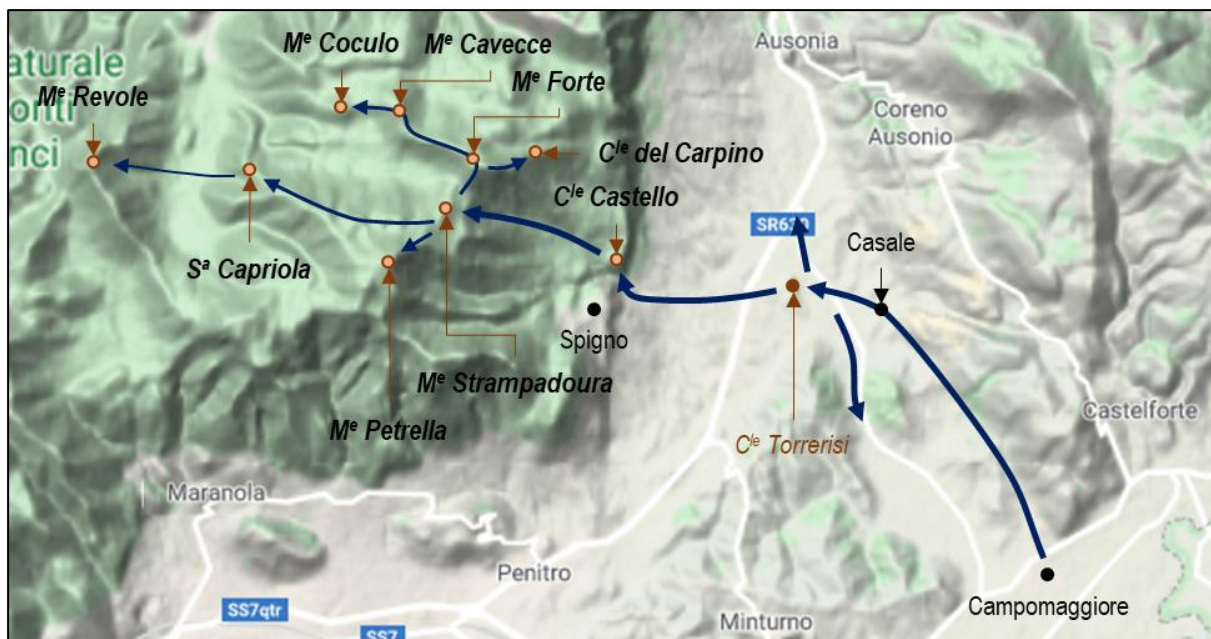 Mᵉ Coculo
Mᵉ Cavecce
Ausonia
aturale
Mᵉ Revole
onti
nci
Mᵉ Forte
Coreno
Ausonio
Cˡᵉ del Carpino
Cˡᵉ Castello
SR630
Casale
Sᵃ Capriola
Spigno
Mᵉ Strampadoura
Castelforte
Mᵉ Petrella
Cˡᵉ Torrerisi
Maranola
Penitro
Campomaggiore
SS7qtr
SS7
Minturno